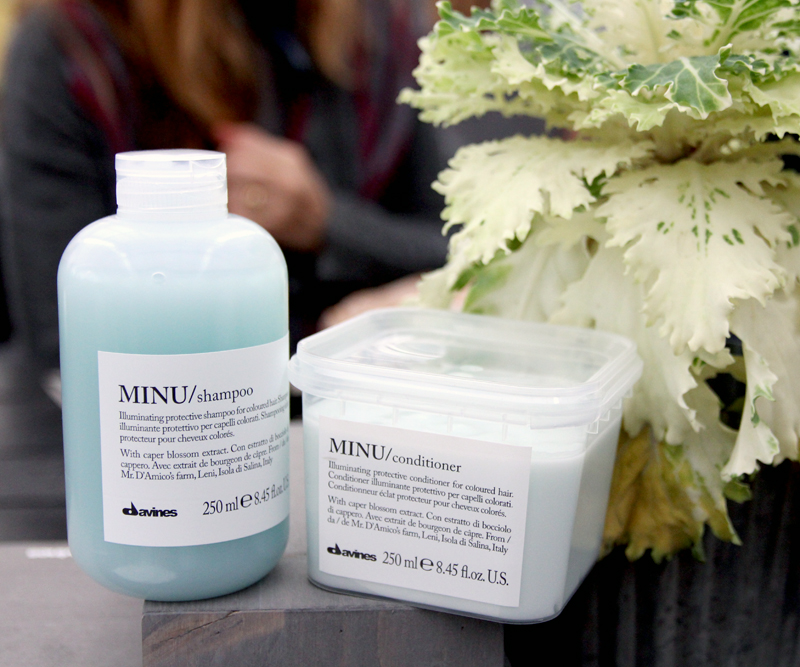 MINU/shampoo
Illuminating protective shampoo for coloured hair.
illuminante protettivo per capelli colorati.
protecteur pour cheveux colorés.
With caper blossom extract. Con estratto di
cappero. Avec extrait de bourgeon de câpre. From
Mr. D'Amico's farm, Leni, Isola di Salina, Italy
davines 250 ml ℮ 8.45 fl.oz.
MINU/conditioner
Illuminating protective conditioner for coloured hair.
Conditioner illuminante protettivo per capelli colorati.
Conditionneur éclat protecteur pour cheveux colorés.
With caper blossom extract. Con estratto di bocciolo
di cappero. Avec extrait de bourgeon de câpre. From /
da / de Mr. D'Amico's farm, Leni, Isola di Salina, Italy
davines 250 ml ℮ 8.45 fl.oz. U.S.